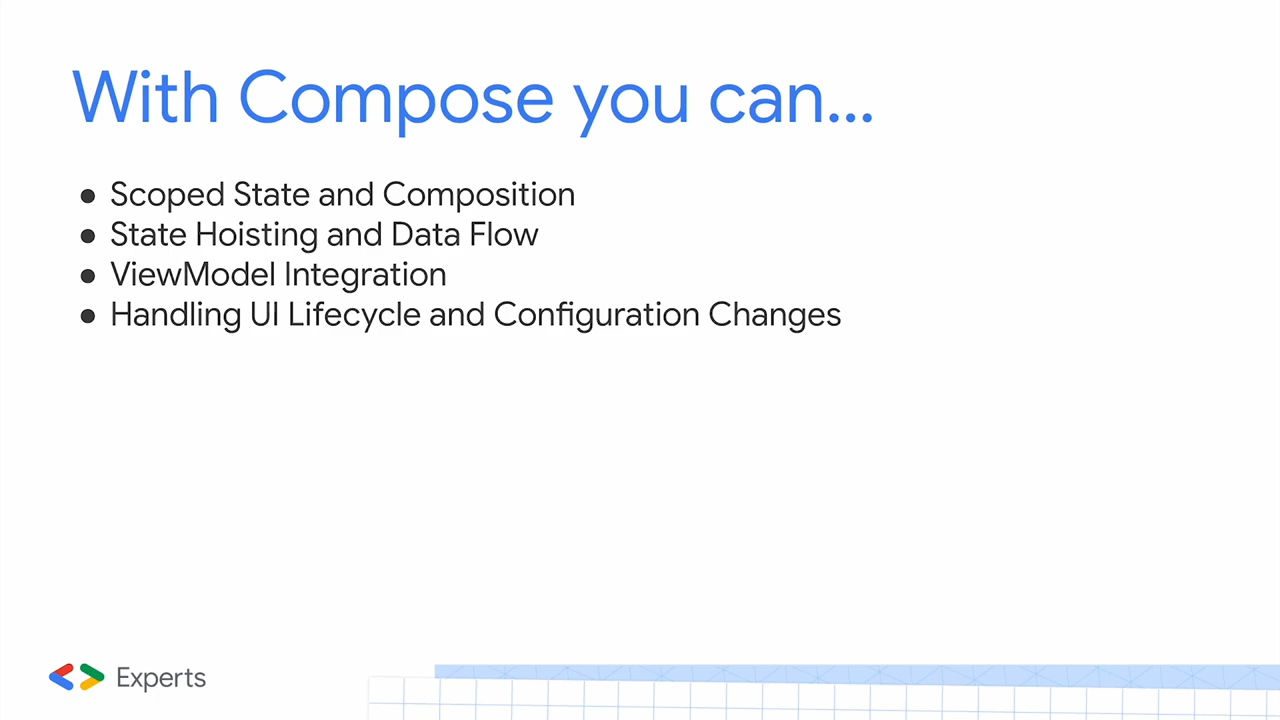 With Compose you can...
● Scoped State and Composition
● State Hoisting and Data Flow
● ViewModel Integration
● Handling UI Lifecycle and Configuration Changes
Experts